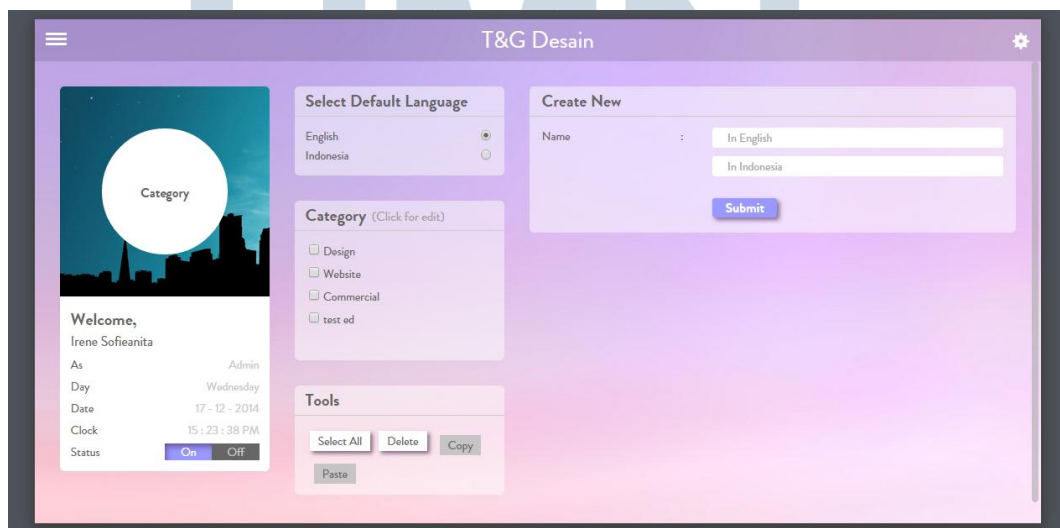 T&G Desain
Category
Welcome,
Irene Sofieanita
As Admin
Day Wednesday
Date 17 - 12 - 2014
Clock 15 : 23 : 38 PM
Status On Off
Select Default Language
English
Indonesia
Category (Click for edit)
Design
Website
Commercial
test ed
Tools
Select All Delete Copy
Paste
Create New
Name : In English
In Indonesia
Submit